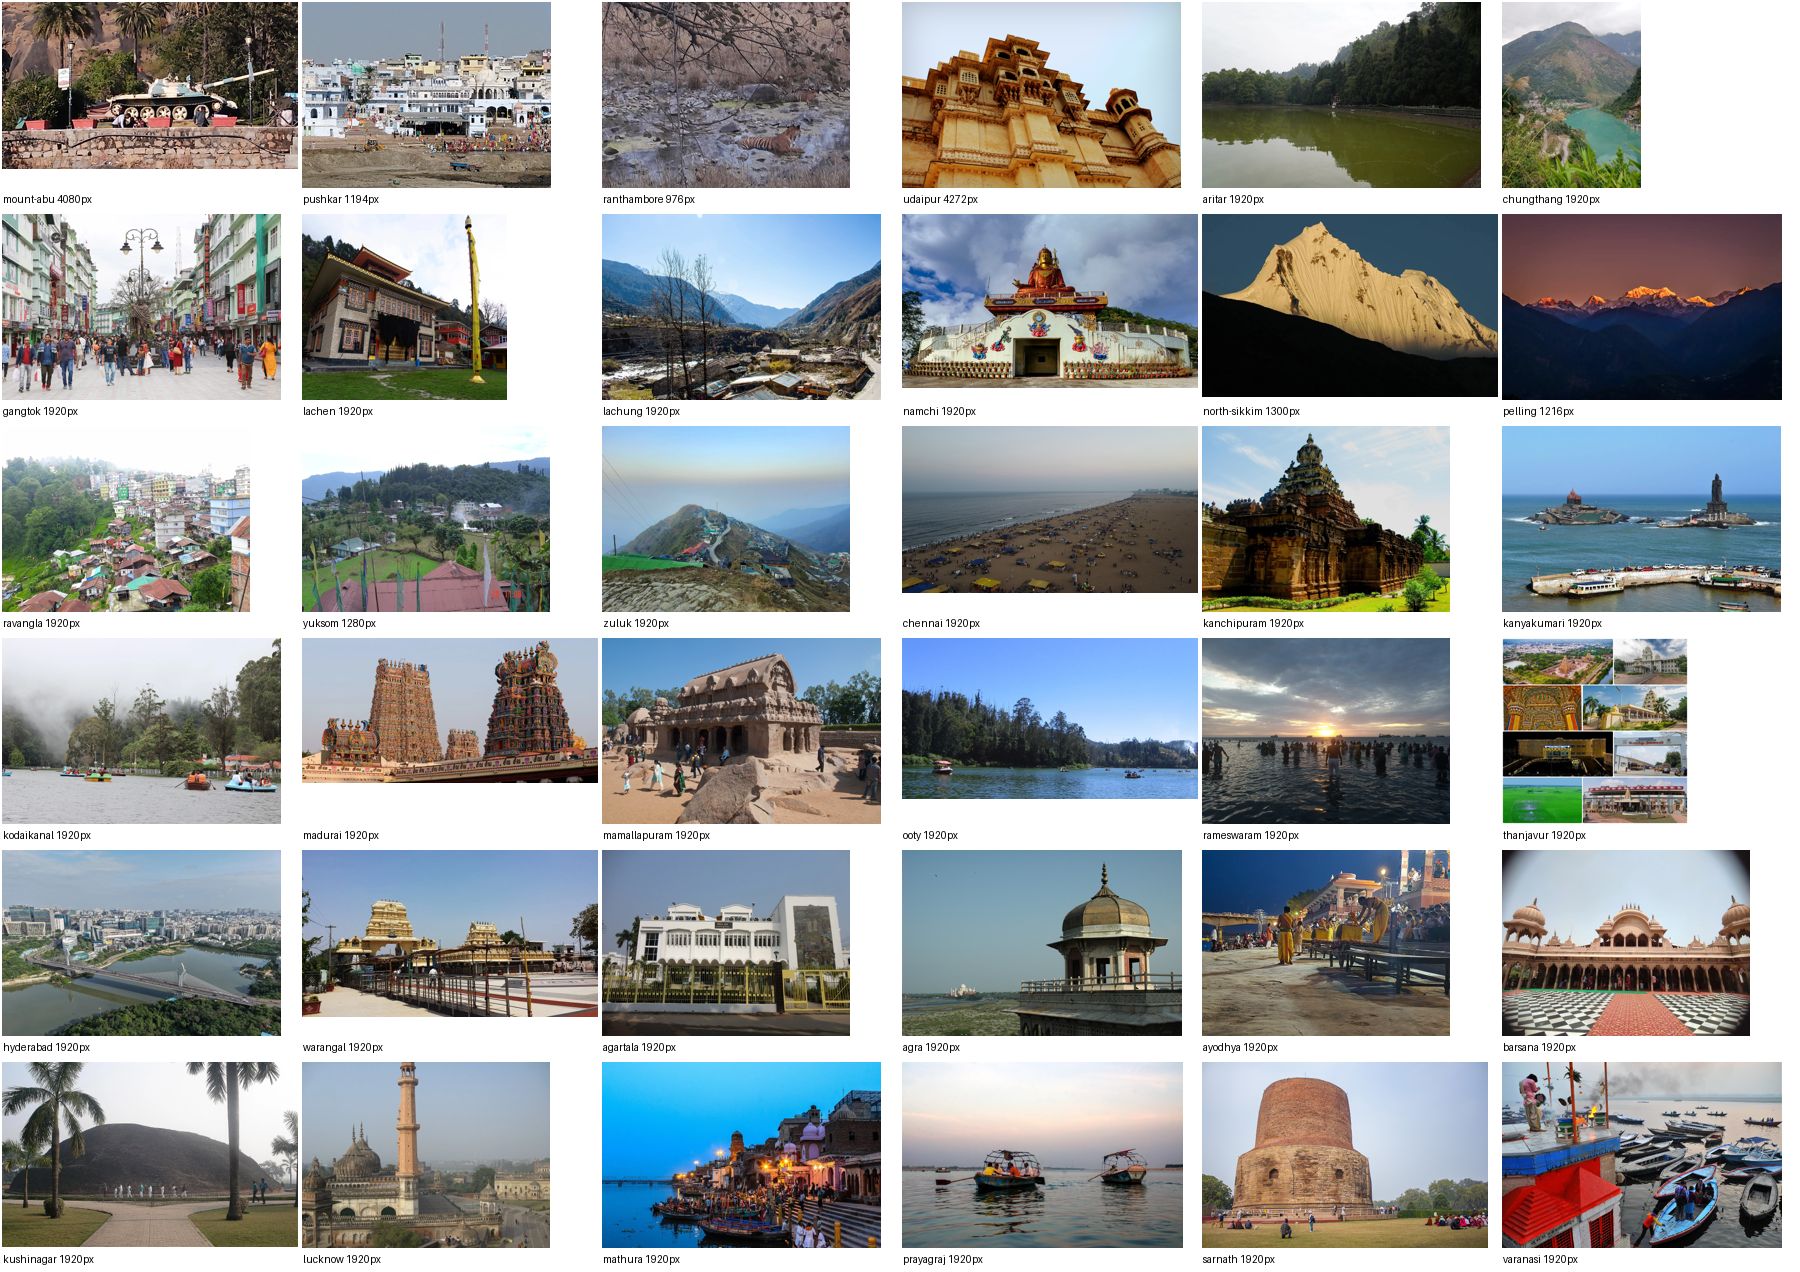 mount-abu 4080px
pushkar 1194px
ranthambore 976px
udaipur 4272px
aritar 1920px
chungthang 1920px
gangtok 1920px
lachen 1920px
lachung 1920px
namchi 1920px
north-sikkim 1300px
pelling 1216px
ravangla 1920px
yuksom 1280px
zuluk 1920px
chennai 1920px
kanchipuram 1920px
kanyakumari 1920px
kodaikanal 1920px
madurai 1920px
mamallapuram 1920px
ooty 1920px
rameswaram 1920px
thanjavur 1920px
hyderabad 1920px
warangal 1920px
agartala 1920px
agra 1920px
ayodhya 1920px
barsana 1920px
kushinagar 1920px
lucknow 1920px
mathura 1920px
prayagraj 1920px
sarnath 1920px
varanasi 1920px